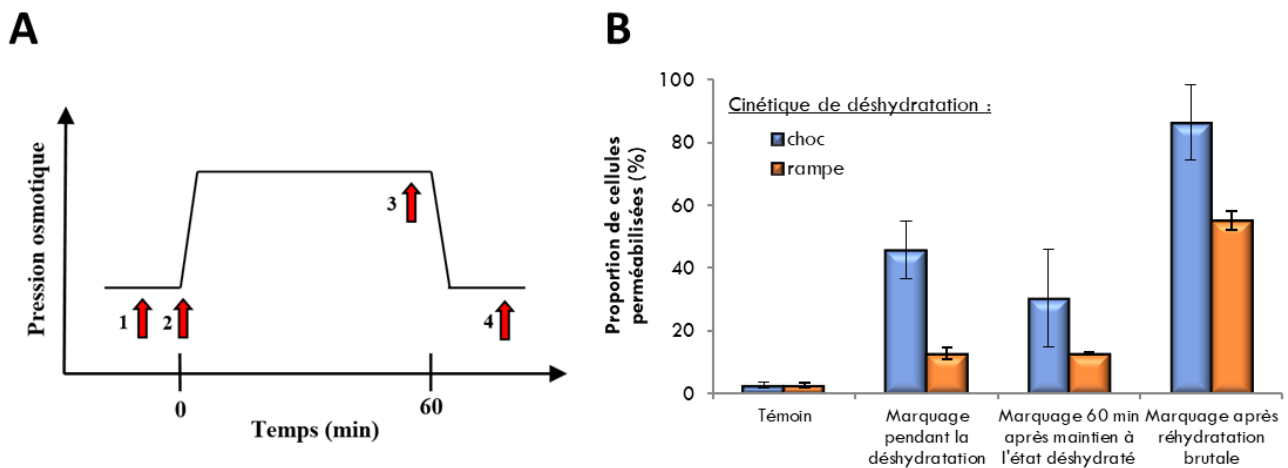 A
Pression osmotique
1
2
3
4
0
60
Temps (min)
B
Proportion de cellules
perméabilisées (%)
100
80
60
40
20
0
Cinétique de déshydratation :
choc
rampe
Témoin
Marquage
pendant la
déshydratation
Marquage 60 min
après maintien à
l'état déshydraté
Marquage après
réhydratation
brutale